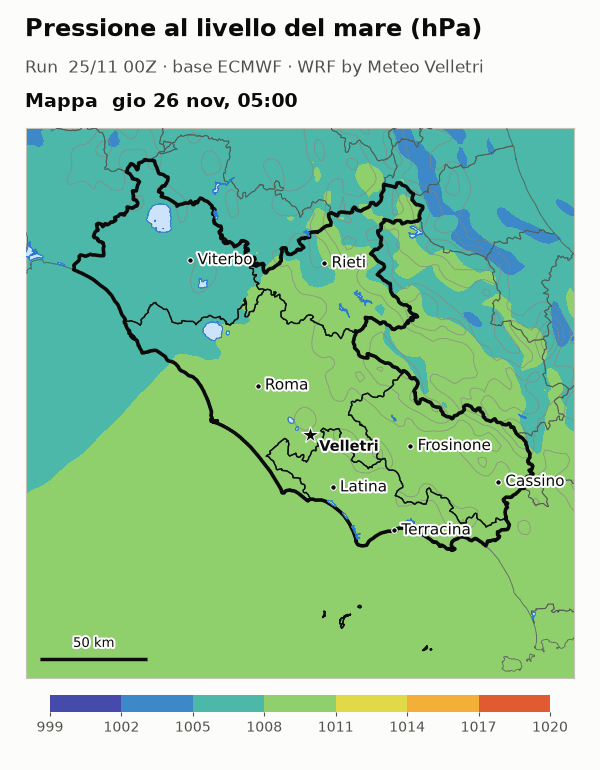 Pressione al livello del mare (hPa)
Run  25/11 00Z · base ECMWF · WRF by Meteo Velletri
Mappa  gio 26 nov, 05:00
Viterbo
Rieti
Roma
Velletri
Frosinone
Cassino
Latina
Terracina
50 km
999 1002 1005 1008 1011 1014 1017 1020